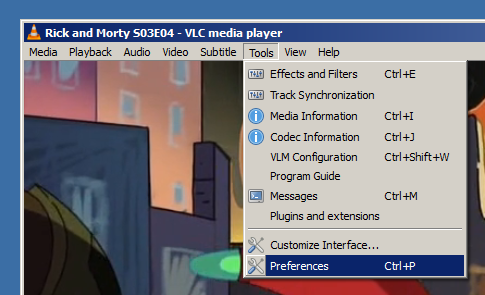 Rick and Morty S03E04 - VLC media player
Media Playback Audio Video Subtitle Tools View Help
Effects and Filters Ctrl+E
Track Synchronization
Media Information Ctrl+I
Codec Information Ctrl+J
VLM Configuration Ctrl+Shift+W
Program Guide
Messages Ctrl+M
Plugins and extensions
Customize Interface...
Preferences Ctrl+P